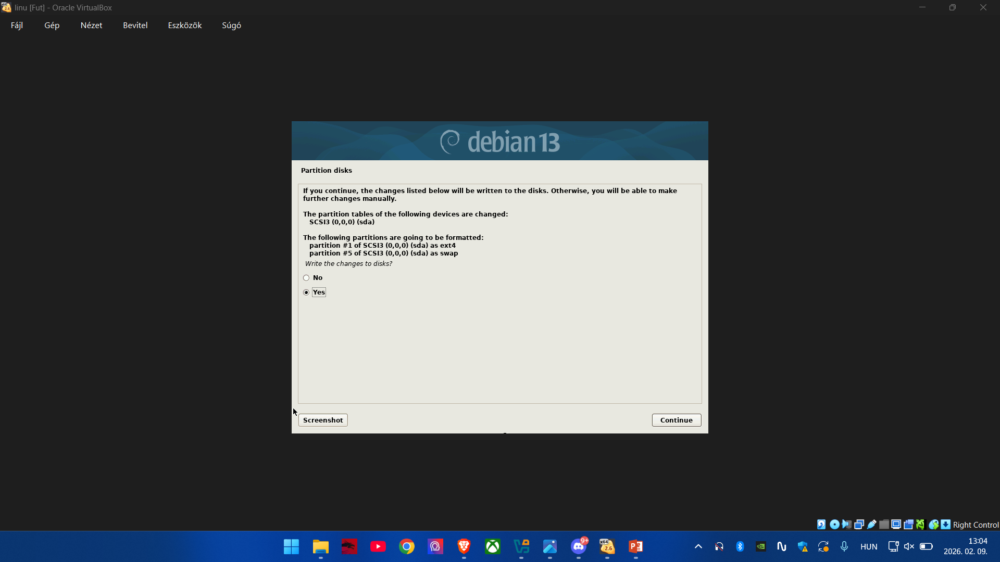 linu [Fut] - Oracle VirtualBox
Fájl Gép Nézet Bevitel Eszközök Súgó
debian 13
Partition disks
If you continue, the changes listed below will be written to the disks. Otherwise, you will be able to make
further changes manually.
The partition tables of the following devices are changed:
SCSI3 (0,0,0) (sda)
The following partitions are going to be formatted:
partition #1 of SCSI3 (0,0,0) (sda) as ext4
partition #5 of SCSI3 (0,0,0) (sda) as swap
Write the changes to disks?
No
Yes
Screenshot Continue
Right Control
9+
x64
2.6
HUN
13:04
2026. 02. 09.